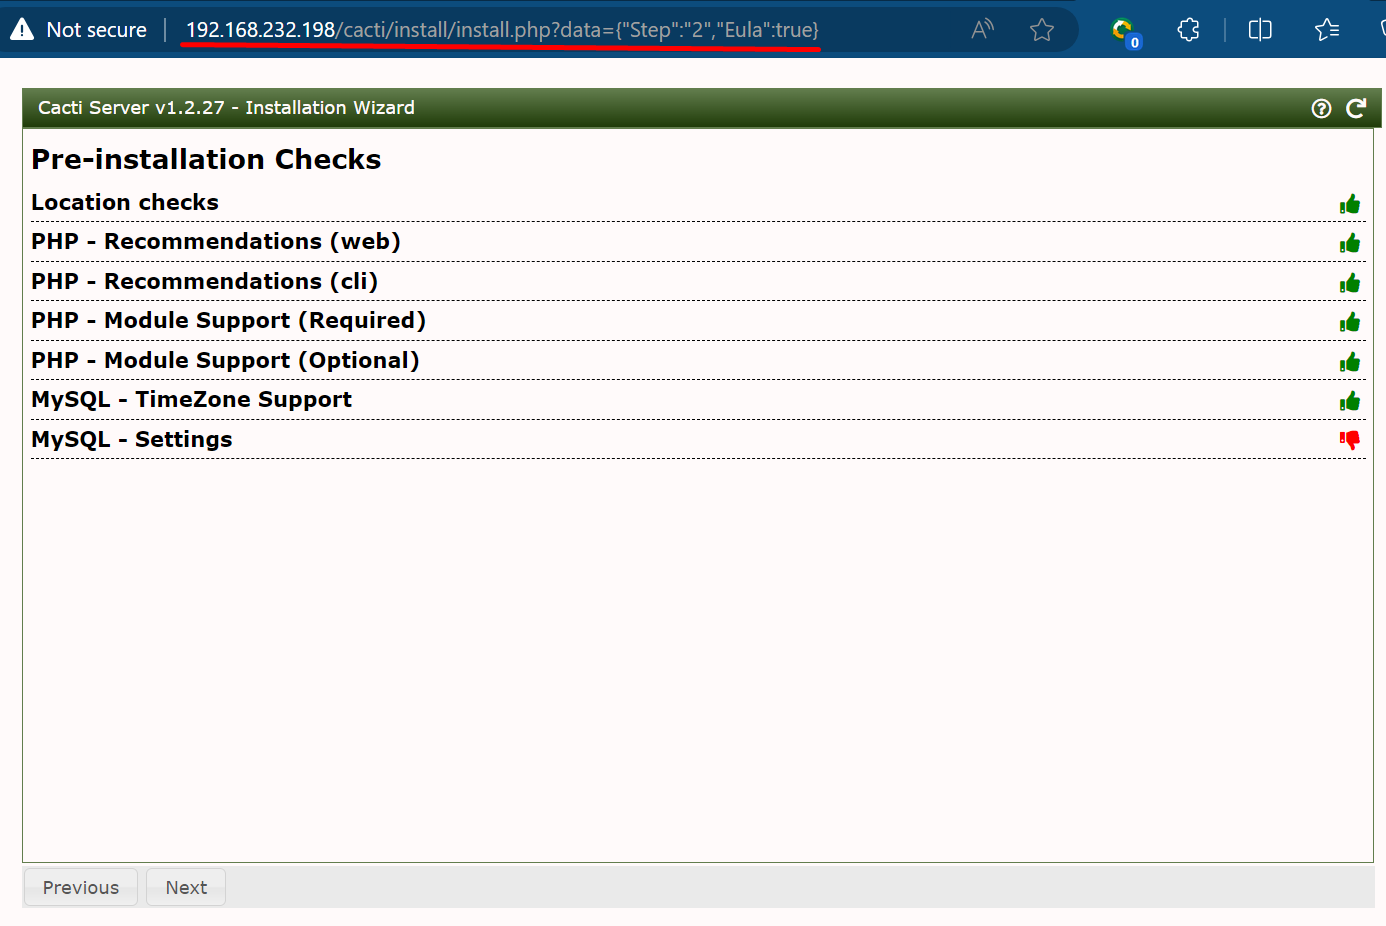 Not secure 192.168.232.198/cacti/install/install.php?data={"Step":"2","Eula":true}
0
Cacti Server v1.2.27 - Installation Wizard
Pre-installation Checks
Location checks
PHP - Recommendations (web)
PHP - Recommendations (cli)
PHP - Module Support (Required)
PHP - Module Support (Optional)
MySQL - TimeZone Support
MySQL - Settings
Previous Next